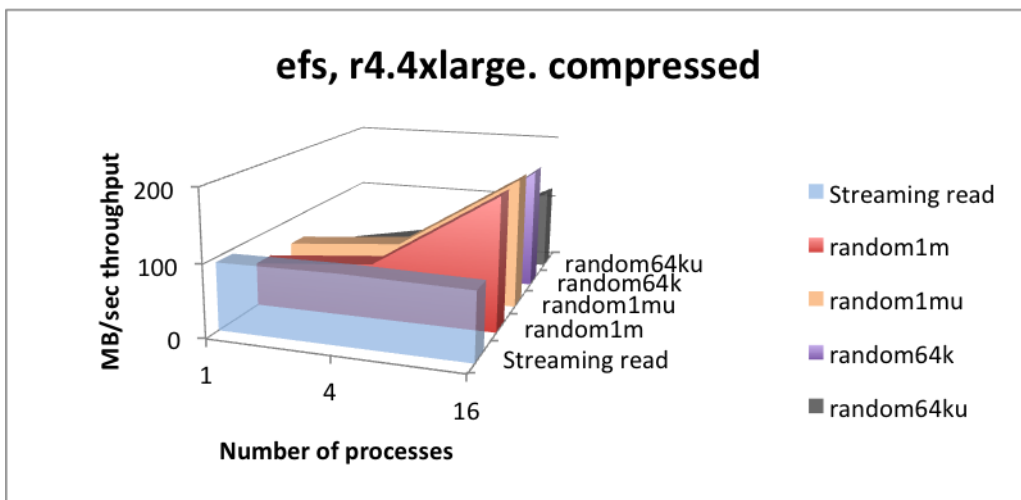 efs, r4.4xlarge. compressed
MB/sec throughput
200
100
0
1
4
16
Number of processes
random64ku
random64k
random1mu
random1m
Streaming read
Streaming read
random1m
random1mu
random64k
random64ku